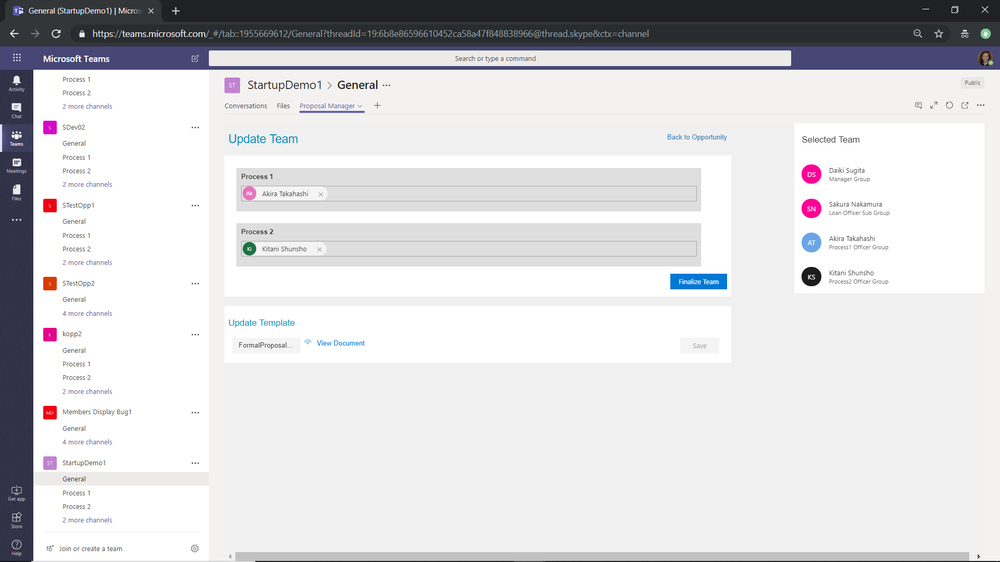 General (StartupDemo1) | Micros
https://teams.microsoft.com/_#/tab::1955669612/General?threadId=19:6b8e86596610452ca58a47f848838966@thread.skype&ctx=channel
Microsoft Teams
Search or type a command
Activity
Chat
Teams
Meetings
Files
Get app
Store
Help
Process 1
Process 2
2 more channels
S
SDev02
General
Process 1
Process 2
2 more channels
S
STestOpp1
General
Process 1
Process 2
2 more channels
S
STestOpp2
General
4 more channels
k
kopp2
General
Process 1
Process 2
2 more channels
MD
Members Display Bug1
General
4 more channels
ST
StartupDemo1
General
Process 1
Process 2
2 more channels
Join or create a team
ST
StartupDemo1 > General
Public
Conversations Files Proposal Manager
Update Team
Back to Opportunity
Process 1
Ak
Akira Takahashi
Process 2
Ki
Kitani Shunsho
Finalize Team
Update Template
FormalProposal...
View Document
Save
Selected Team
DS
Daiki Sugita
Manager Group
SN
Sakura Nakamura
Loan Officer Sub Group
AT
Akira Takahashi
Process1 Officer Group
KS
Kitani Shunsho
Process2 Officer Group